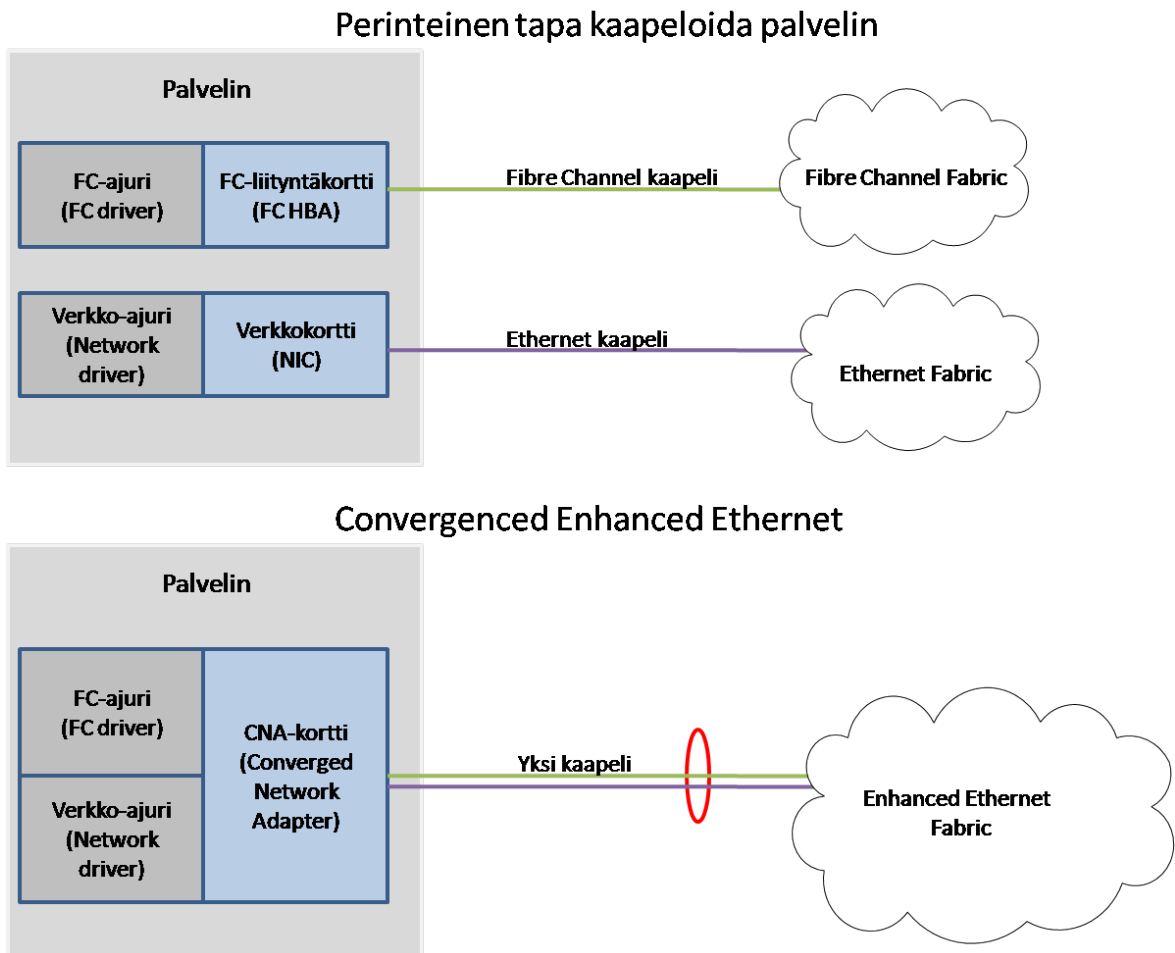 Perinteinen tapa kaapeloida palvelin
Palvelin
FC-ajuri
(FC driver)
FC-liityntäkortti
(FC HBA)
Fibre Channel kaapeli
Fibre Channel Fabric
Verkko-ajuri
(Network
driver)
Verkkokortti
(NIC)
Ethernet kaapeli
Ethernet Fabric
Convergenced Enhanced Ethernet
Palvelin
FC-ajuri
(FC driver)
Verkko-ajuri
(Network
driver)
CNA-kortti
(Converged
Network
Adapter)
Yksi kaapeli
Enhanced Ethernet
Fabric